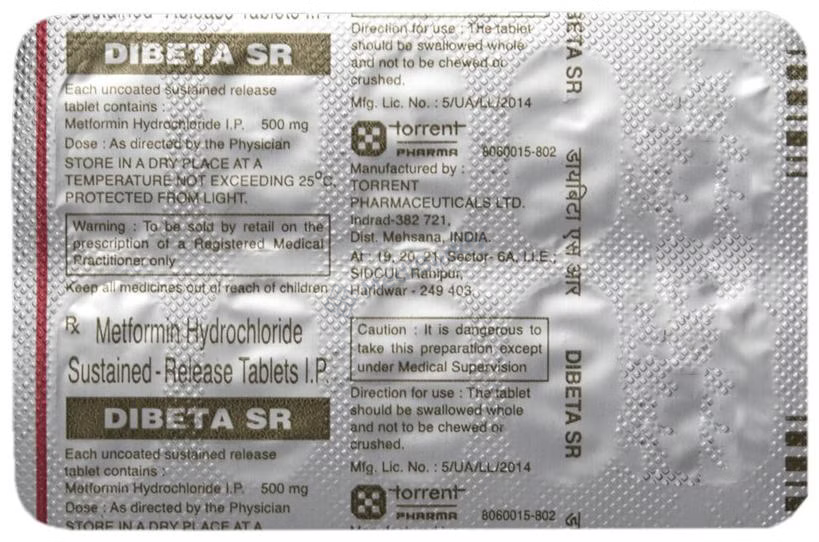 Sustained-Release Tablets I.P.
DIBETA SR
Each uncoated sustained release
tablet contains :
Metformin Hydrochloride I.P. 500 mg
Dose : As directed by the Physician
STORE IN A DRY PLACE AT A
TEMPERATURE NOT EXCEEDING 25°C,
PROTECTED FROM LIGHT.
Warning : To be sold by retail on the
prescription of a Registered Medical
Practitioner only
Keep all medicines out of reach of children
Rx Metformin Hydrochloride
Sustained-Release Tablets I.P.
DIBETA SR
Each uncoated sustained release
tablet contains :
Metformin Hydrochloride I.P. 500 mg
Dose : As directed by the Physician
STORE IN A DRY PLACE AT A
Direction for use : The tablet
should be swallowed whole
and not to be chewed or
crushed.
Mfg. Lic. No. : 5/UA/LL/2014
torrent
PHARMA 8060015-802
Manufactured by :
TORRENT
PHARMACEUTICALS LTD.
Indrad-382 721,
Dist. Mehsana, INDIA.
At : 19, 20, 21, Sector- 6A, I.I.E.,
SIDCUL, Ranipur,
Haridwar - 249 403.
Caution : It is dangerous to
take this preparation except
under Medical Supervision
Direction for use : The tablet
should be swallowed whole
and not to be chewed or
crushed.
Mfg. Lic. No. : 5/UA/LL/2014
torrent
PHARMA 8060015-802
BETA SR
डायबिटा एस आर
DIBETA SR